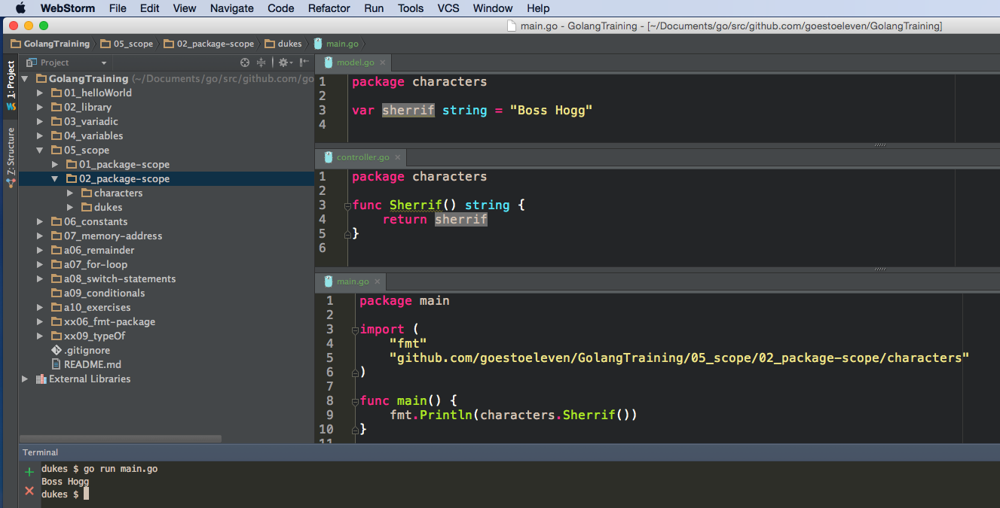 WebStorm File Edit View Navigate Code Refactor Run Tools VCS Window Help
main.go - GolangTraining - [~/Documents/go/src/github.com/goestoeleven/GolangTraining]
GolangTraining 05_scope 02_package-scope dukes main.go
1: Project
Z: Structure
Project
GolangTraining (~/Documents/go/src/github.com/go
01_helloWorld
02_library
03_variadic
04_variables
05_scope
01_package-scope
02_package-scope
characters
dukes
06_constants
07_memory-address
a06_remainder
a07_for-loop
a08_switch-statements
a09_conditionals
a10_exercises
xx06_fmt-package
xx09_typeOf
.gitignore
README.md
External Libraries
model.go
1 package characters
2
3 var sherrif string = "Boss Hogg"
4
controller.go
1 package characters
2
3 func Sherrif() string {
4 return sherrif
5 }
6
main.go
1 package main
2
3 import (
4 "fmt"
5 "github.com/goestoeleven/GolangTraining/05_scope/02_package-scope/characters"
6 )
7
8 func main() {
9 fmt.Println(characters.Sherrif())
10 }
11
Terminal
dukes $ go run main.go
Boss Hogg
dukes $